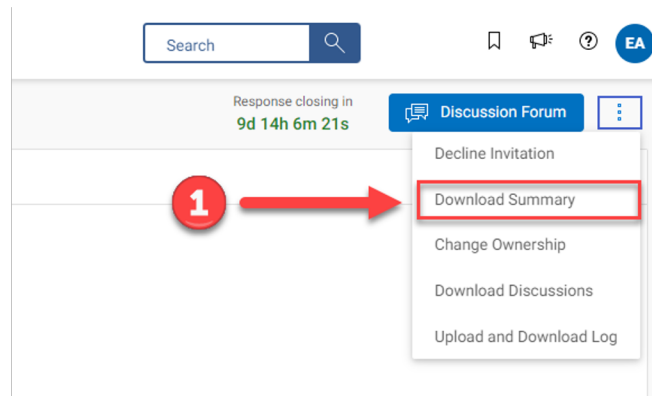 Search
EA
Response closing in
9d 14h 6m 21s
Discussion Forum
Decline Invitation
1
Download Summary
Change Ownership
Download Discussions
Upload and Download Log